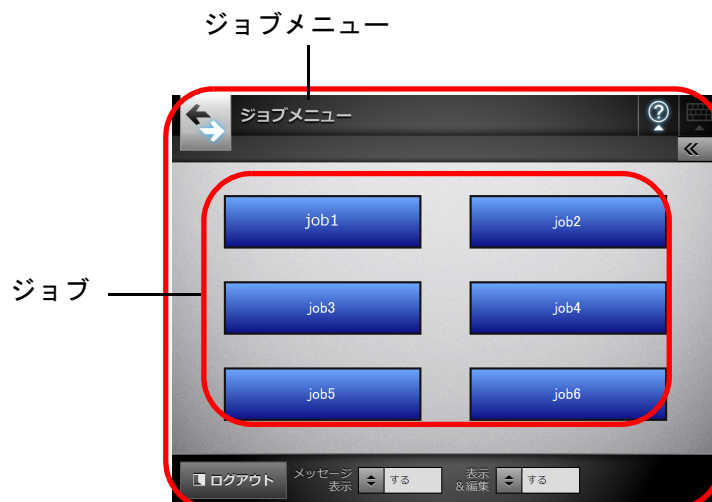 ジョブメニュー
ジョブメニュー
?
job1
job2
ジョブ
job3
job4
job5
job6
ログアウト
メッセージ
表示
する
表示
&編集
する